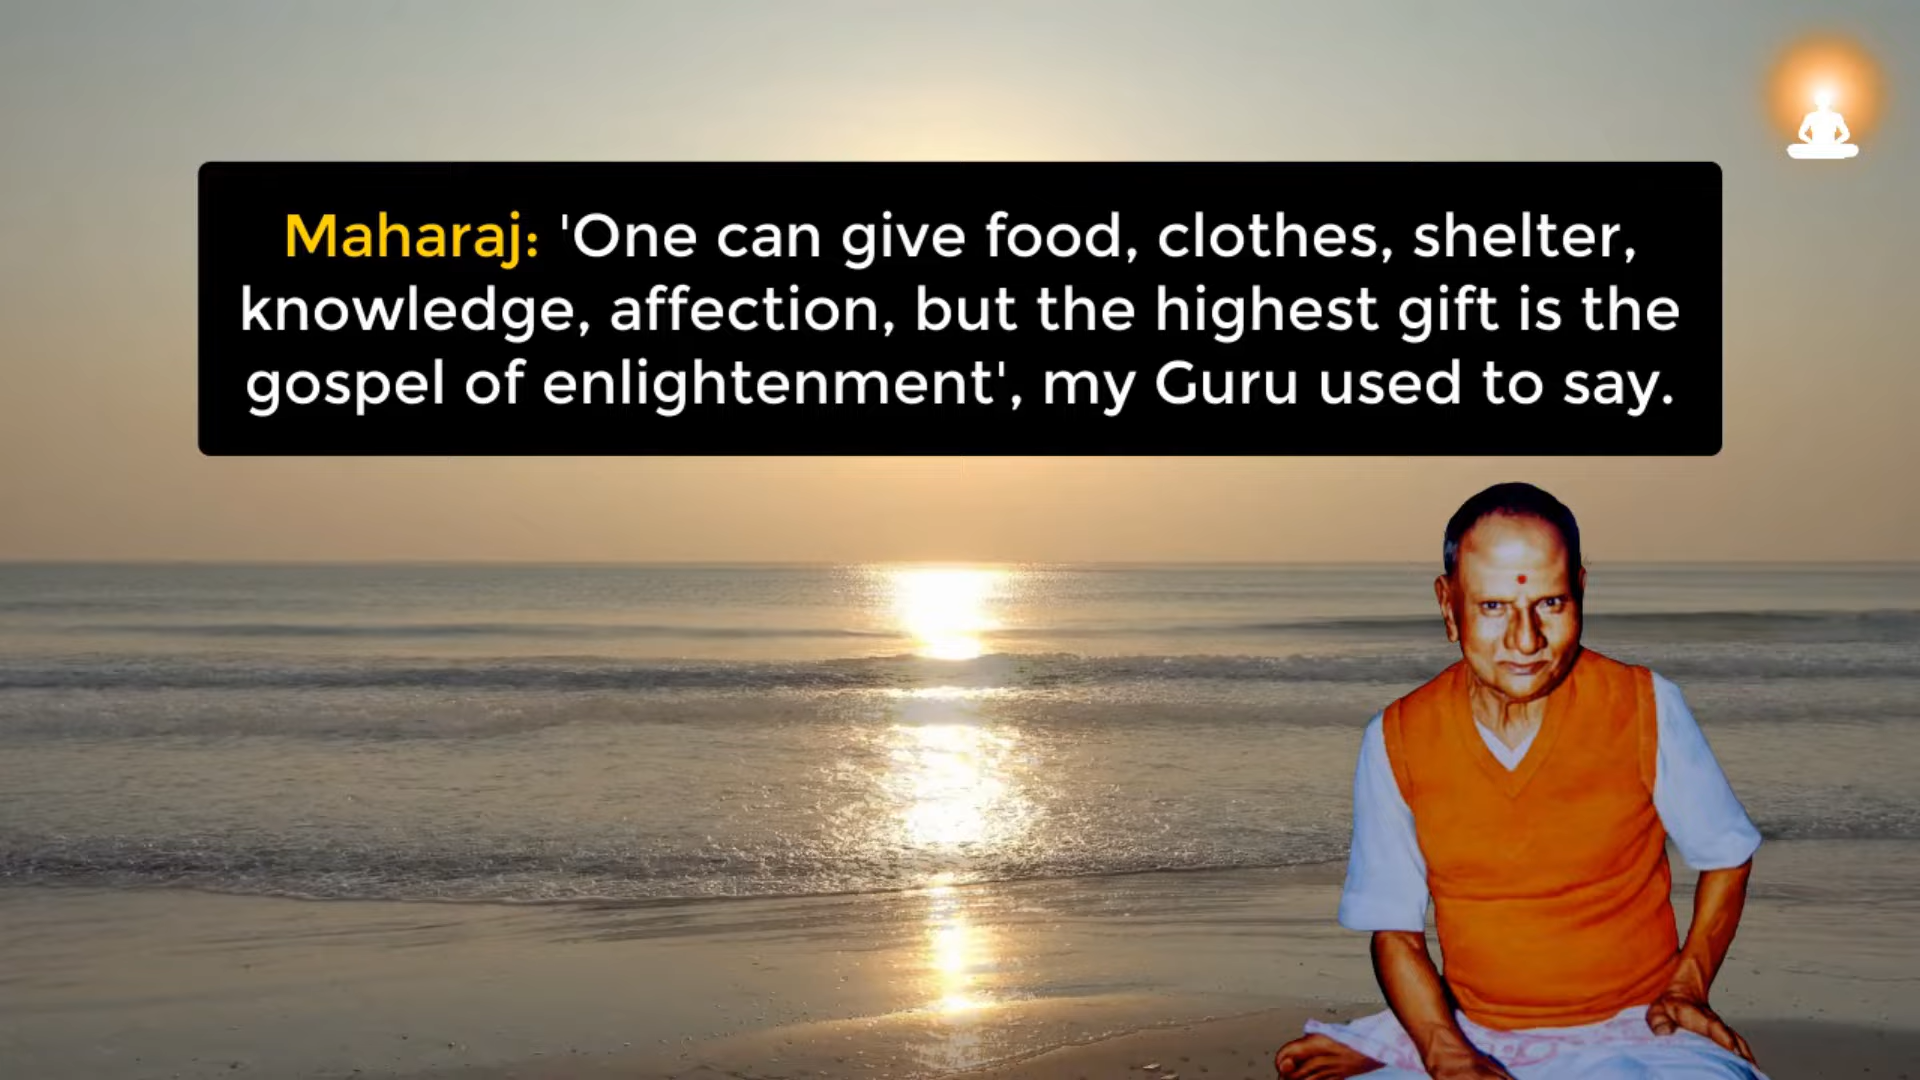 Maharaj: 'One can give food, clothes, shelter,
knowledge, affection, but the highest gift is the
gospel of enlightenment', my Guru used to say.